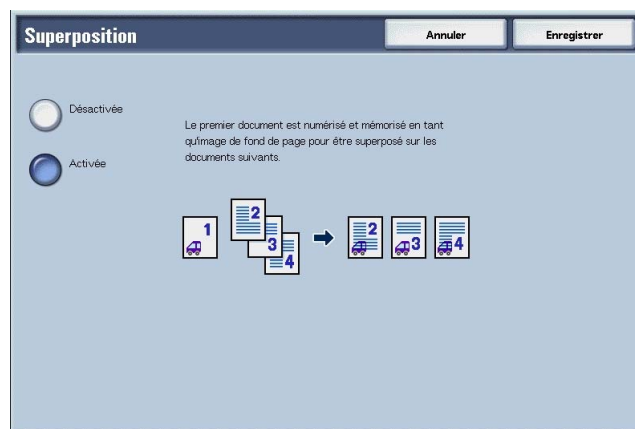 Superposition
Annuler
Enregistrer
Désactivée
Activée
Le premier document est numérisé et mémorisé en tant
qu'image de fond de page pour être superposé sur les
documents suivants.
1
2
3
4
2
3
4